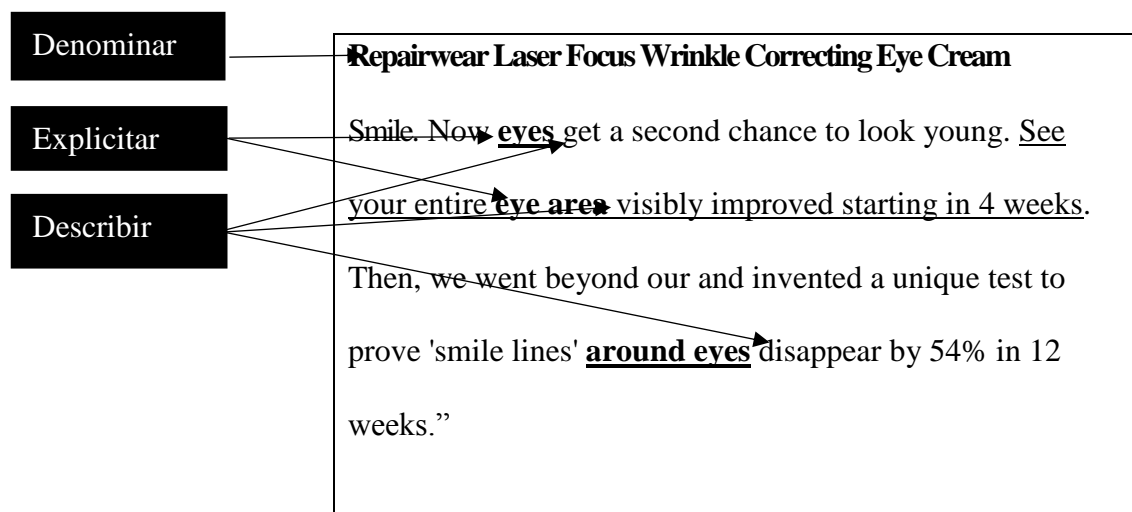 Denominar
Explicitar
Describir
Repairwear Laser Focus Wrinkle Correcting Eye Cream
Smile. Now eyes get a second chance to look young. See
your entire eye area visibly improved starting in 4 weeks.
Then, we went beyond our and invented a unique test to
prove 'smile lines' around eyes disappear by 54% in 12
weeks.”